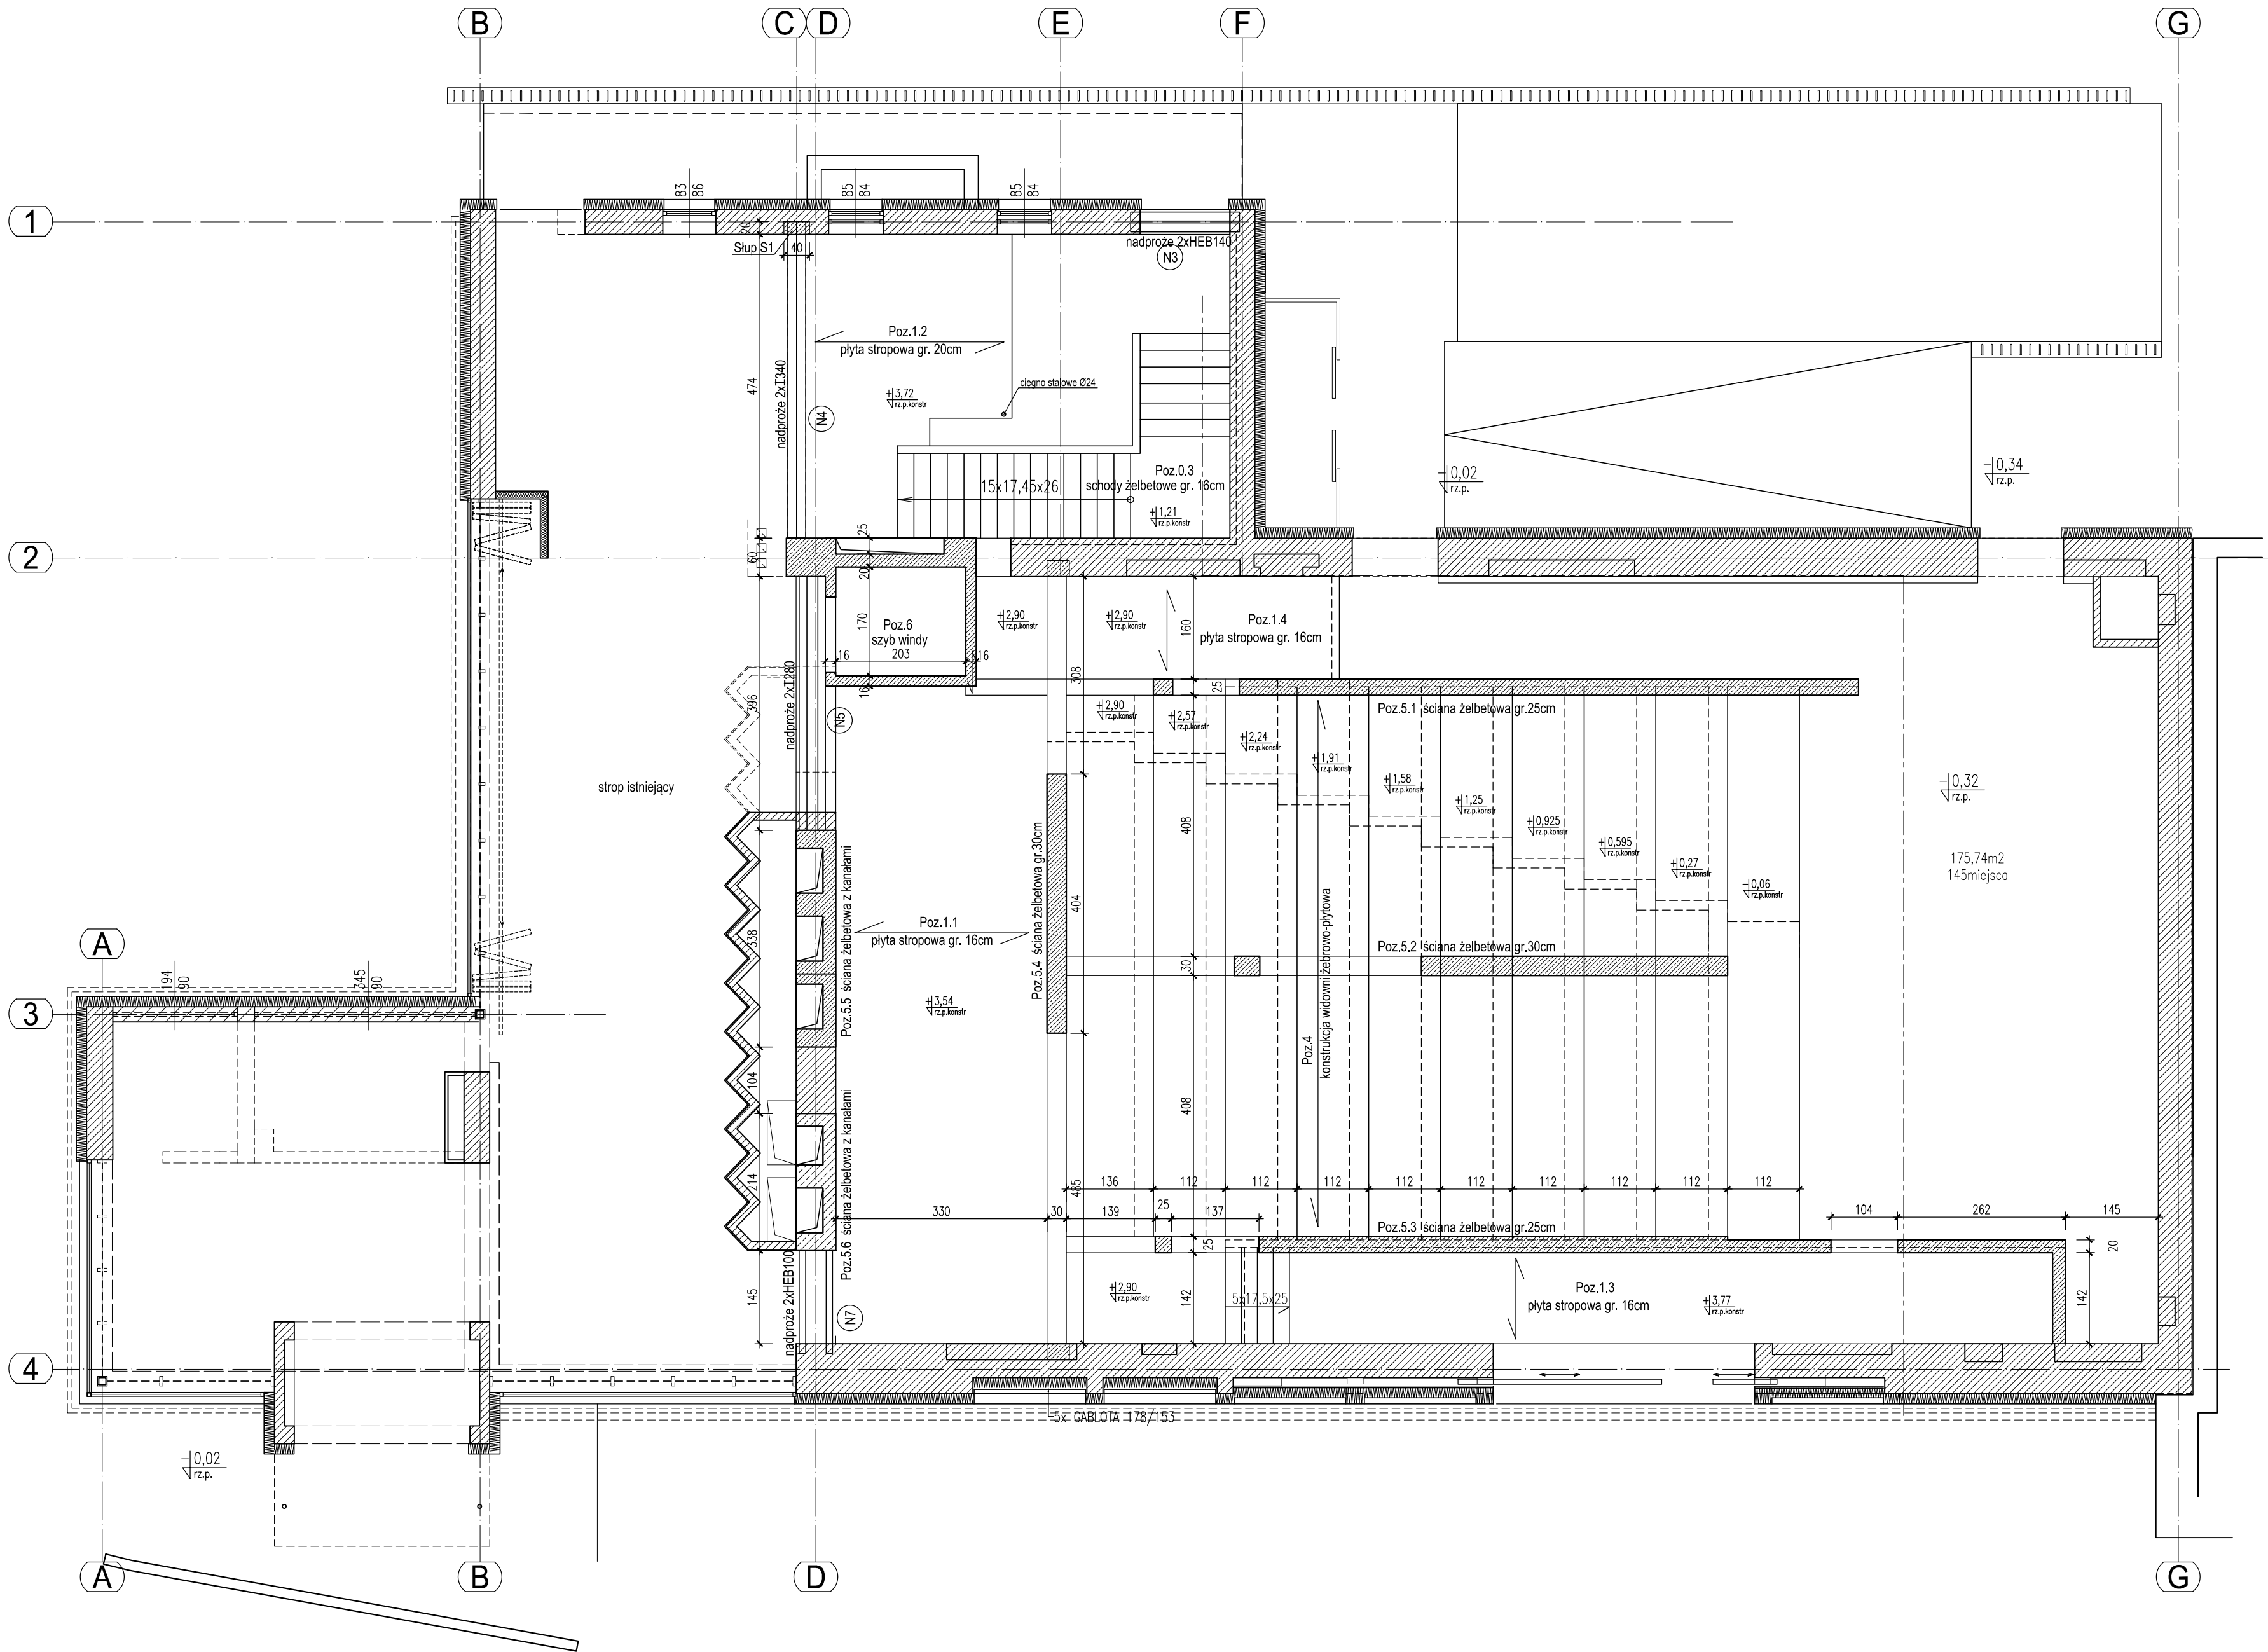 B
C
D
E
F
G
1
83
86
85
84
85
84
20
Słup S1
40
nadproże 2xHEB140
N3
Poz.1.2
płyta stropowa gr. 20cm
474
nadproże 2xI340
N4
cięgno stalowe Ø24
+3,72
rz.p.konstr
Poz.0.3
schody żelbetowe gr. 16cm
15x17,45x26
+1,21
rz.p.konstr
-0,02
rz.p.
-0,34
rz.p.
2
60
25
20
170
Poz.6
szyb windy
16
203
16
16
+2,90
rz.p.konstr
+2,90
rz.p.konstr
160
Poz.1.4
płyta stropowa gr. 16cm
308
25
396
nadproże 2xI280
N5
+2,90
rz.p.konstr
+2,57
rz.p.konstr
+2,24
rz.p.konstr
+1,91
rz.p.konstr
+1,58
rz.p.konstr
+1,25
rz.p.konstr
+0,925
rz.p.konstr
+0,595
rz.p.konstr
+0,27
rz.p.konstr
-0,06
rz.p.konstr
Poz.5.1 ściana żelbetowa gr.25cm
-0,32
rz.p.
175,74m2
145miejsca
strop istniejący
408
404
Poz.5.4 ściana żelbetowa gr.30cm
Poz.5.5 ściana żelbetowa z kanałami
338
Poz.1.1
płyta stropowa gr. 16cm
+3,54
rz.p.konstr
30
Poz.5.2 ściana żelbetowa gr.30cm
Poz.4
konstrukcja widowni żebrowo-płytowa
A
194
90
345
90
3
104
214
Poz.5.6 ściana żelbetowa z kanałami
408
485
136
112
112
112
112
112
112
112
112
112
330
30
139
25
137
104
262
145
Poz.5.3 ściana żelbetowa gr.25cm
25
20
145
nadproże 2xHEB100
N7
+2,90
rz.p.konstr
142
5x17,5x25
Poz.1.3
płyta stropowa gr. 16cm
+3,77
rz.p.konstr
142
4
5x GABLOTA 178/153
-0,02
rz.p.
A
B
D
G